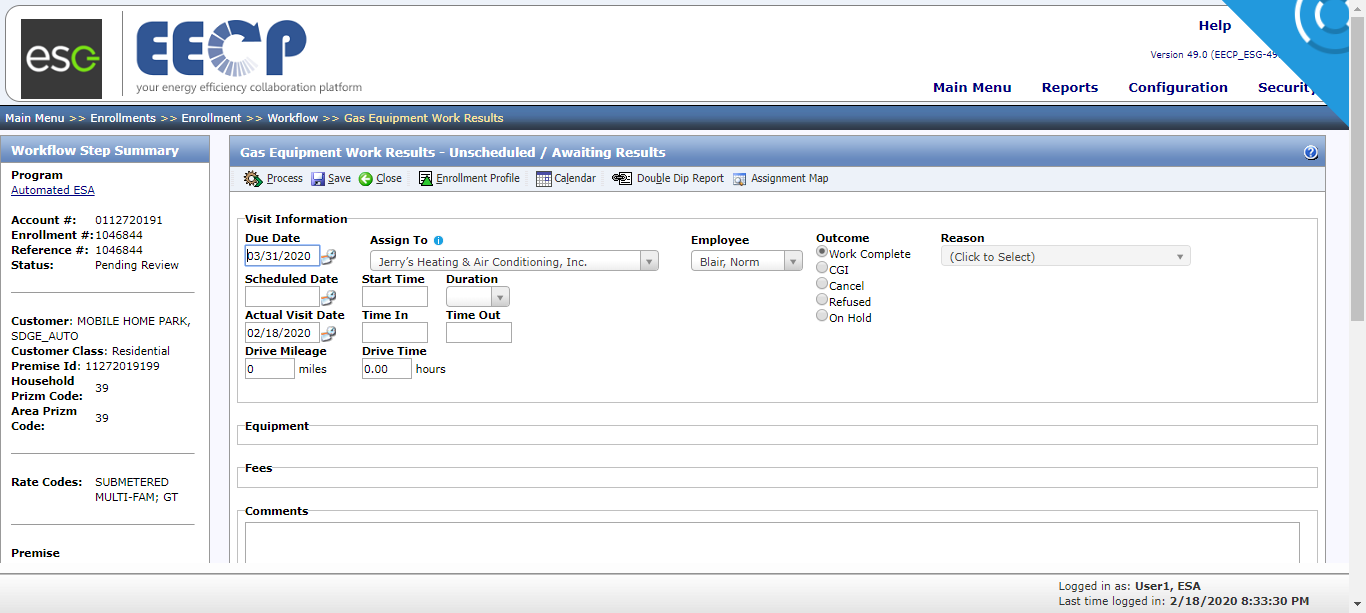 esg
EECP
your energy efficiency collaboration platform
Help
Version 49.0 (EECP_ESG-49
Main Menu Reports Configuration Security
Main Menu >> Enrollments >> Enrollment >> Workflow >> Gas Equipment Work Results
Workflow Step Summary
Program
Automated ESA
Account #: 0112720191
Enrollment #: 1046844
Reference #: 1046844
Status: Pending Review
Customer: MOBILE HOME PARK,
SDGE_AUTO
Customer Class: Residential
Premise Id: 11272019199
Household
Prizm Code: 39
Area Prizm
Code: 39
Rate Codes: SUBMETERED
MULTI-FAM; GT
Premise
Gas Equipment Work Results - Unscheduled / Awaiting Results
?
Process Save Close Enrollment Profile Calendar Double Dip Report Assignment Map
Visit Information
Due Date Assign To Employee Outcome Reason
03/31/2020 Jerry's Heating & Air Conditioning, Inc. Blair, Norm Work Complete (Click to Select)
CGI
Cancel
Refused
On Hold
Scheduled Date Start Time Duration
Actual Visit Date Time In Time Out
02/18/2020
Drive Mileage Drive Time
0 miles 0.00 hours
Equipment
Fees
Comments
Logged in as: User1, ESA
Last time logged in: 2/18/2020 8:33:30 PM